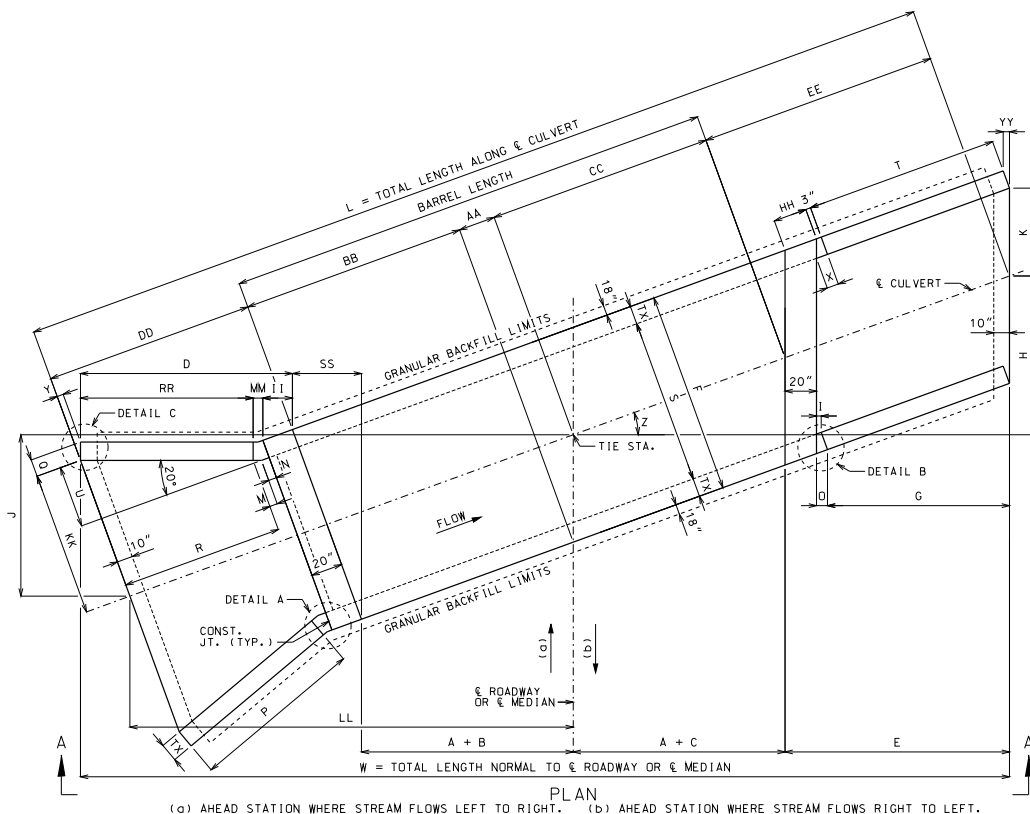 L = TOTAL LENGTH ALONG ℄ CULVERT
EE
YY
BARREL LENGTH
CC
T
AA
HH 3"
BB
K
X
DD
18"
TX
℄ CULVERT
GRANULAR BACKFILL LIMITS
D
SS
10"
H
RR
MM
II
S
F
20"
Y
Z
I
DETAIL C
TIE STA.
Q
20°
N
U
M
TX
DETAIL B
J
O
G
KK
10"
R
FLOW
18"
20"
DETAIL A
GRANULAR BACKFILL LIMITS
CONST.
JT. (TYP.)
(a)
(b)
P
℄ ROADWAY
OR ℄ MEDIAN
LL
TX
A
A + B
A + C
E
A
W = TOTAL LENGTH NORMAL TO ℄ ROADWAY OR ℄ MEDIAN
PLAN
(a) AHEAD STATION WHERE STREAM FLOWS LEFT TO RIGHT. (b) AHEAD STATION WHERE STREAM FLOWS RIGHT TO LEFT.